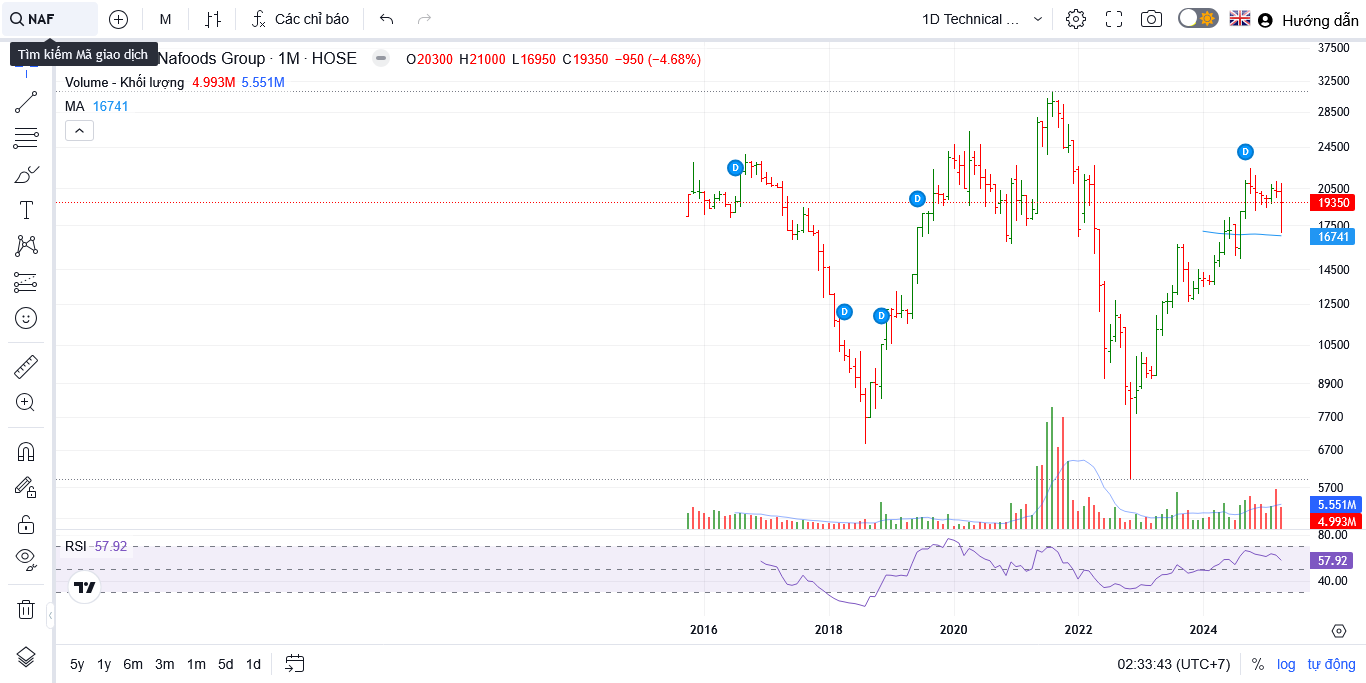 NAF
M
Các chỉ báo
1D Technical ...
Hướng dẫn
Tìm kiếm Mã giao dịch
Nafoods Group · 1M · HOSE
O20300 H21000 L16950 C19350 −950 (−4.68%)
Volume - Khối lượng 4.993M 5.551M
MA 16741
37500
32500
28500
24500
20500
19350
17500
16741
14500
12500
10500
8900
7700
6700
5700
5.551M
4.993M
D
D
D
D
D
RSI 57.92
80.00
57.92
40.00
2016
2018
2020
2022
2024
5y 1y 6m 3m 1m 5d 1d
02:33:43 (UTC+7)
% log tự động